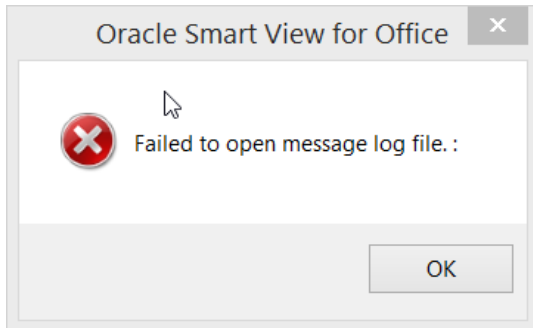 Oracle Smart View for Office
Failed to open message log file. :
OK